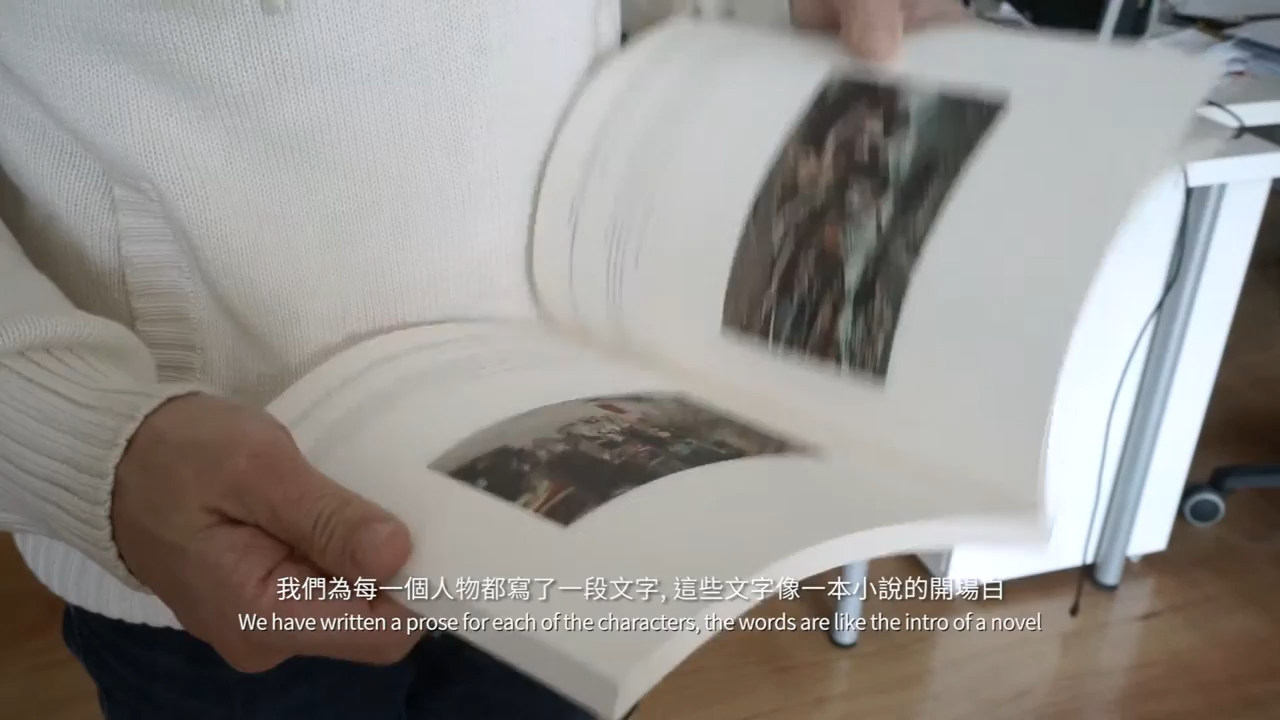 我們為每一個人物都寫了一段文字, 這些文字像一本小說的開場白
We have written a prose for each of the characters, the words are like the intro of a novel